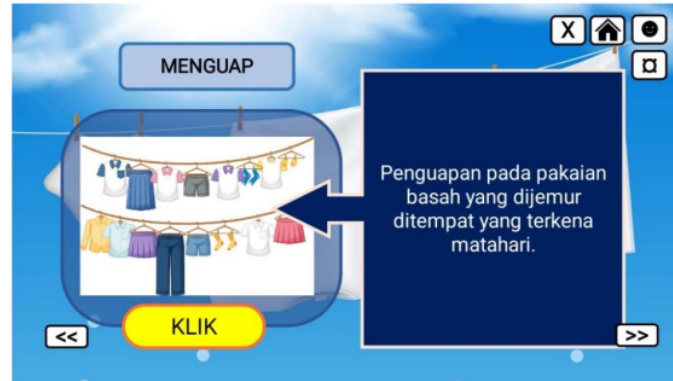 X
MENGUAP
¤
Penguapan pada pakaian
basah yang dijemur
ditempat yang terkena
matahari.
KLIK
<<
>>